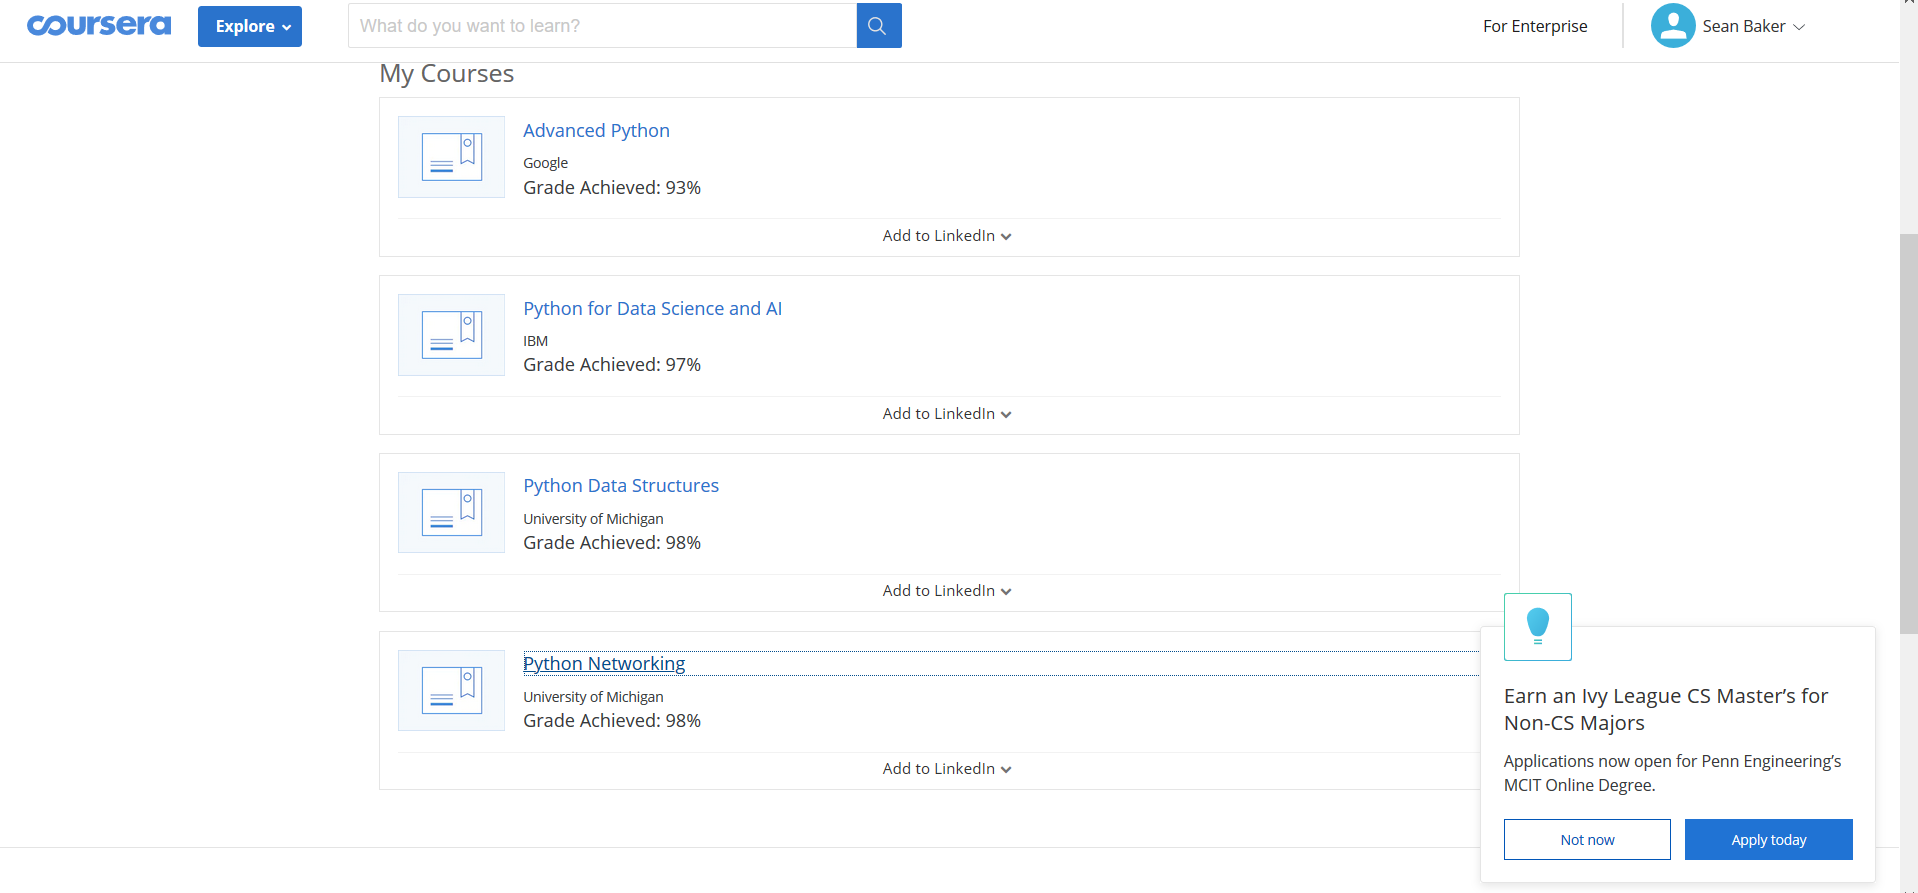 coursera
Explore
What do you want to learn?
For Enterprise
Sean Baker
My Courses
Advanced Python
Google
Grade Achieved: 93%
Add to LinkedIn
Python for Data Science and AI
IBM
Grade Achieved: 97%
Add to LinkedIn
Python Data Structures
University of Michigan
Grade Achieved: 98%
Add to LinkedIn
Python Networking
University of Michigan
Grade Achieved: 98%
Add to LinkedIn
Earn an Ivy League CS Master’s for
Non-CS Majors
Applications now open for Penn Engineering’s
MCIT Online Degree.
Not now
Apply today